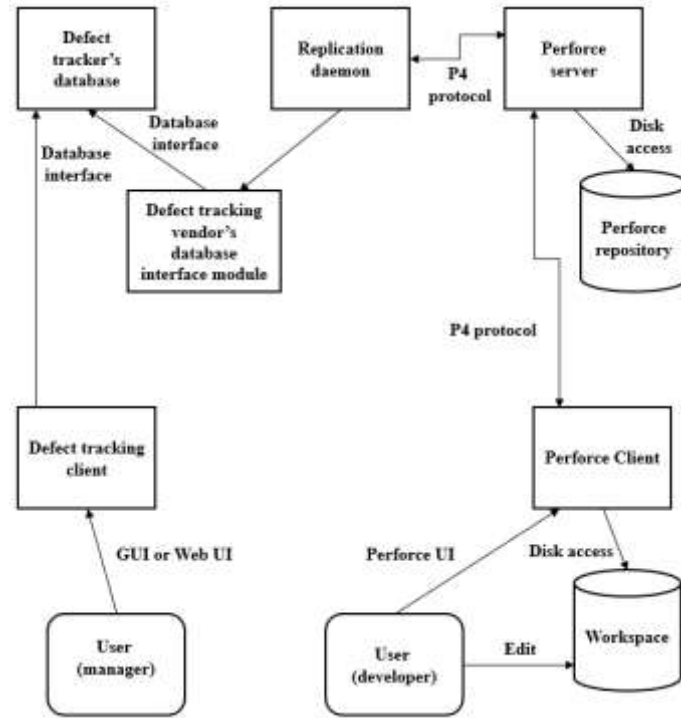 Defect
tracker's
database
Replication
daemon
Perforce
server
P4
protocol
Database
interface
Database
interface
Disk
access
Defect tracking
vendor's
database
interface module
Perforce
repository
P4 protocol
Defect tracking
client
Perforce Client
GUI or Web UI
Perforce UI
Disk access
User
(manager)
User
(developer)
Edit
Workspace